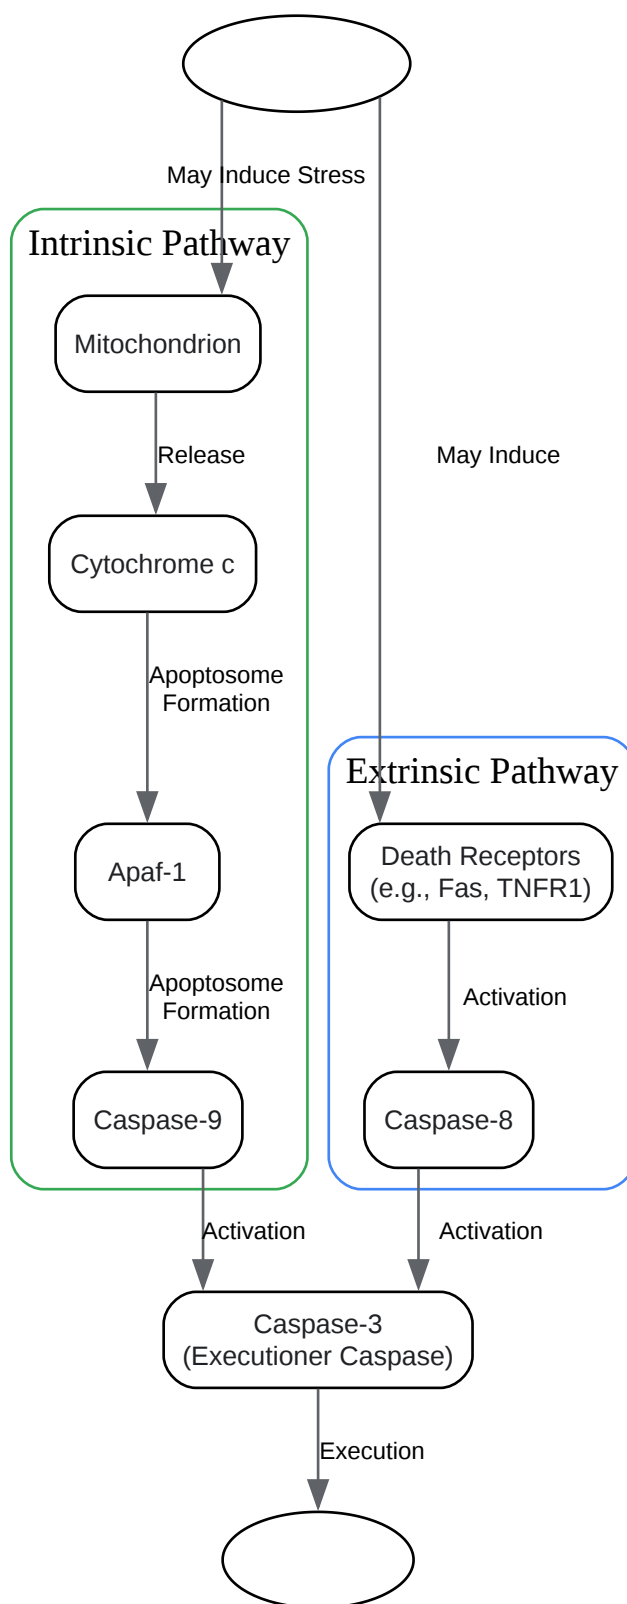 May Induce Stress
Intrinsic Pathway
Mitochondrion
Release
May Induce
Cytochrome c
Apoptosome
Formation
Extrinsic Pathway
Apaf-1
Death Receptors
(e.g., Fas, TNFR1)
Apoptosome
Formation
Activation
Caspase-9
Caspase-8
Activation
Activation
Caspase-3
(Executioner Caspase)
Execution